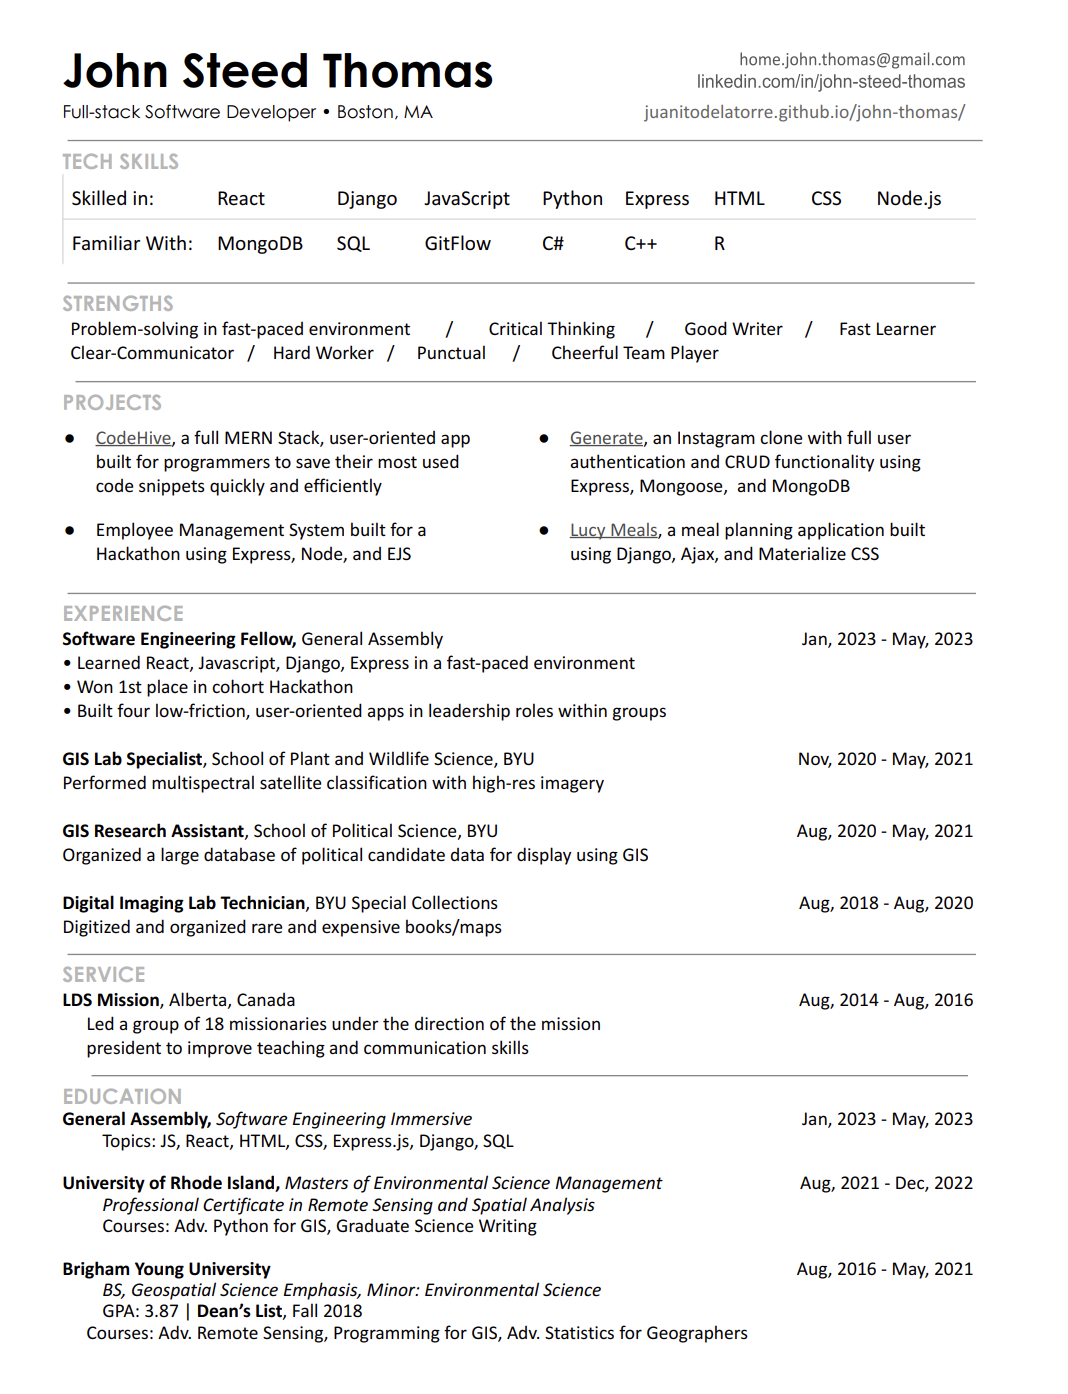 John Steed Thomas
home.john.thomas@gmail.com
linkedin.com/in/john-steed-thomas
Full-stack Software Developer • Boston, MA
juanitodelatorre.github.io/john-thomas/
TECH SKILLS
Skilled in: React Django JavaScript Python Express HTML CSS Node.js
Familiar With: MongoDB SQL GitFlow C# C++ R
STRENGTHS
Problem-solving in fast-paced environment / Critical Thinking / Good Writer / Fast Learner
Clear-Communicator / Hard Worker / Punctual / Cheerful Team Player
PROJECTS
● CodeHive, a full MERN Stack, user-oriented app
built for programmers to save their most used
code snippets quickly and efficiently
● Employee Management System built for a
Hackathon using Express, Node, and EJS
● Generate, an Instagram clone with full user
authentication and CRUD functionality using
Express, Mongoose, and MongoDB
● Lucy Meals, a meal planning application built
using Django, Ajax, and Materialize CSS
EXPERIENCE
Software Engineering Fellow, General Assembly Jan, 2023 - May, 2023
• Learned React, Javascript, Django, Express in a fast-paced environment
• Won 1st place in cohort Hackathon
• Built four low-friction, user-oriented apps in leadership roles within groups
GIS Lab Specialist, School of Plant and Wildlife Science, BYU Nov, 2020 - May, 2021
Performed multispectral satellite classification with high-res imagery
GIS Research Assistant, School of Political Science, BYU Aug, 2020 - May, 2021
Organized a large database of political candidate data for display using GIS
Digital Imaging Lab Technician, BYU Special Collections Aug, 2018 - Aug, 2020
Digitized and organized rare and expensive books/maps
SERVICE
LDS Mission, Alberta, Canada Aug, 2014 - Aug, 2016
Led a group of 18 missionaries under the direction of the mission
president to improve teaching and communication skills
EDUCATION
General Assembly, Software Engineering Immersive Jan, 2023 - May, 2023
Topics: JS, React, HTML, CSS, Express.js, Django, SQL
University of Rhode Island, Masters of Environmental Science Management Aug, 2021 - Dec, 2022
Professional Certificate in Remote Sensing and Spatial Analysis
Courses: Adv. Python for GIS, Graduate Science Writing
Brigham Young University Aug, 2016 - May, 2021
BS, Geospatial Science Emphasis, Minor: Environmental Science
GPA: 3.87 | Dean's List, Fall 2018
Courses: Adv. Remote Sensing, Programming for GIS, Adv. Statistics for Geographers